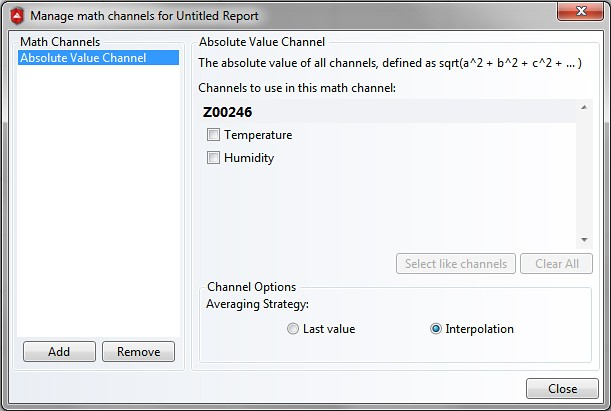 Manage math channels for Untitled Report
Math Channels
Absolute Value Channel
Add
Remove
Absolute Value Channel
The absolute value of all channels, defined as sqrt(a^2 + b^2 + c^2 + ... )
Channels to use in this math channel:
Z00246
Temperature
Humidity
Select like channels
Clear All
Channel Options
Averaging Strategy:
Last value
Interpolation
Close